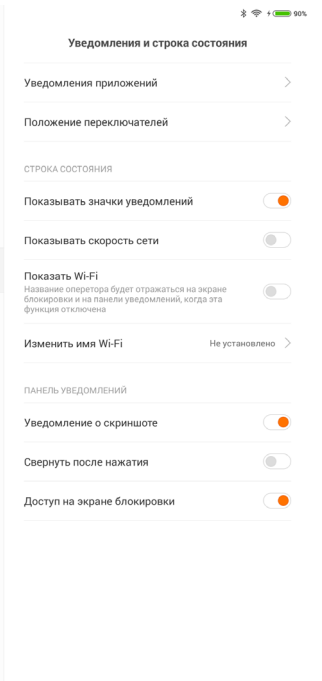 90%
Уведомления и строка состояния
Уведомления приложений
Положение переключателей
СТРОКА СОСТОЯНИЯ
Показывать значки уведомлений
Показывать скорость сети
Показать Wi-Fi
Название оперетора будет отражаться на экране
блокировки и на панели уведомлений, когда эта
функция отключена
Изменить имя Wi-Fi Не установлено
ПАНЕЛЬ УВЕДОМЛЕНИЙ
Уведомление о скриншоте
Свернуть после нажатия
Доступ на экране блокировки